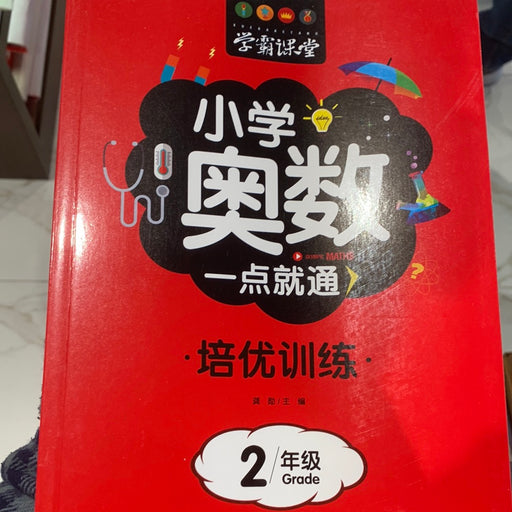 学霸课堂
小学
奥数
MATHS
一点就通
·培优训练·
主编
2/年级
Grade